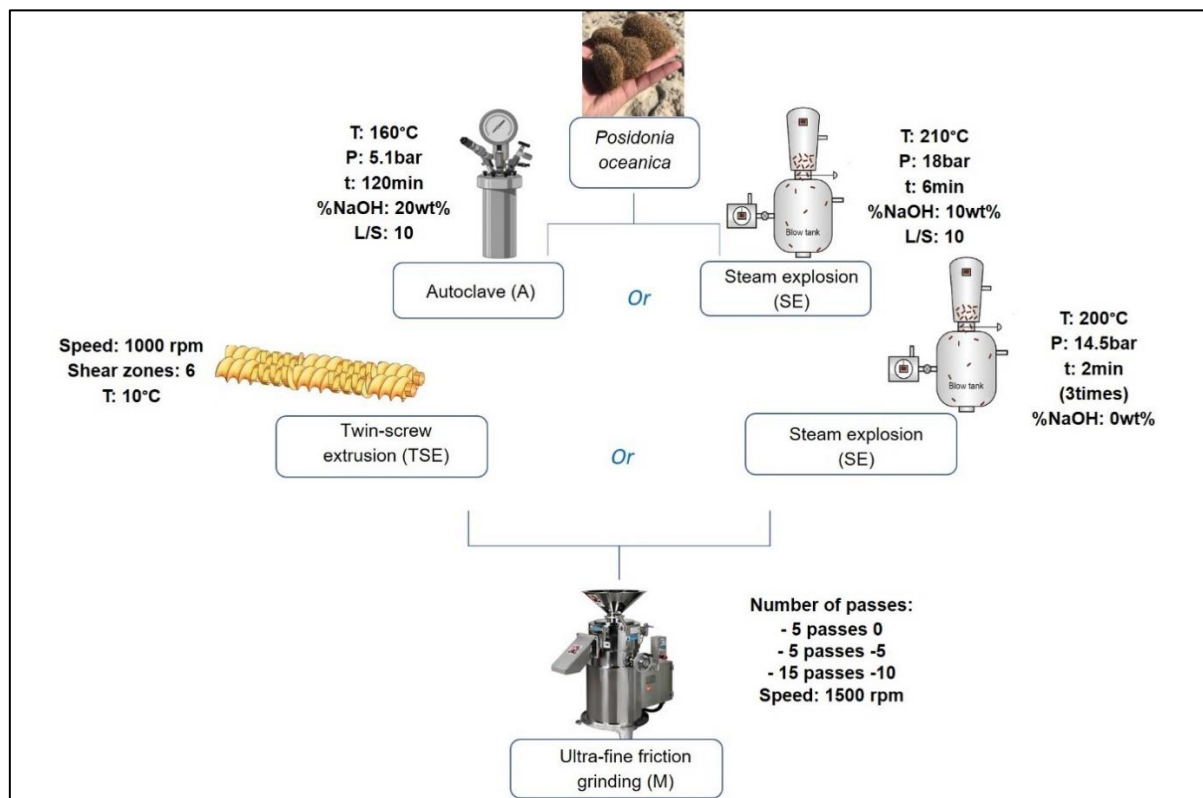 Posidonia
oceanica
T: 160°C
P: 5.1bar
t: 120min
%NaOH: 20wt%
L/S: 10
Autoclave (A)
Or
T: 210°C
P: 18bar
t: 6min
%NaOH: 10wt%
L/S: 10
Blow tank
Steam explosion
(SE)
Speed: 1000 rpm
Shear zones: 6
T: 10°C
Twin-screw
extrusion (TSE)
Or
T: 200°C
P: 14.5bar
t: 2min
(3times)
%NaOH: 0wt%
Blow tank
Steam explosion
(SE)
Number of passes:
- 5 passes 0
- 5 passes -5
- 15 passes -10
Speed: 1500 rpm
Ultra-fine friction
grinding (M)